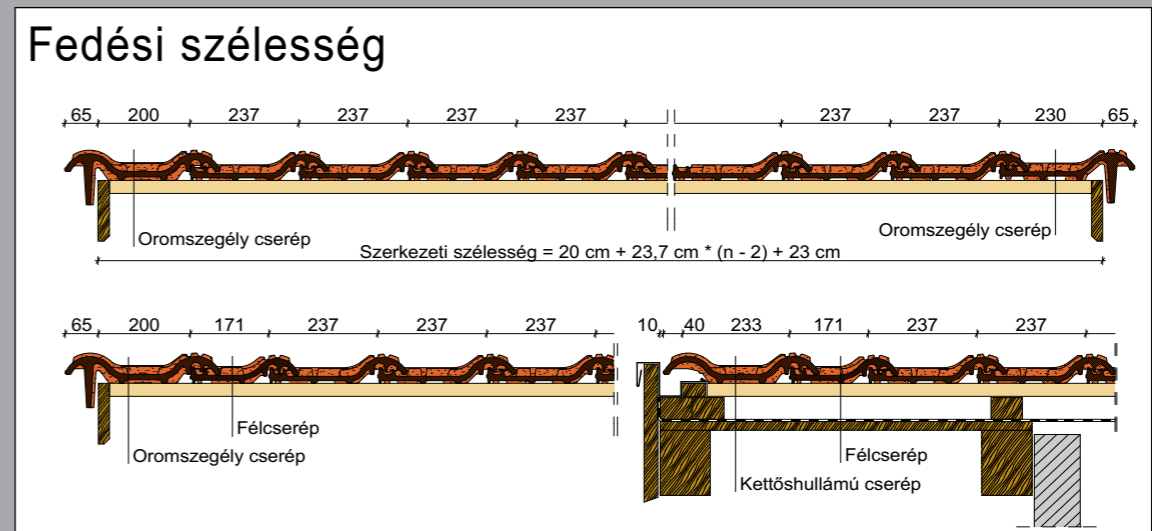 Fedési szélesség
65 200 237 237 237 237 237 237 230 65
Oromszegély cserép
Oromszegély cserép
Szerkezeti szélesség = 20 cm + 23,7 cm * (n - 2) + 23 cm
65 200 171 237 237 237
10 40 233 171 237 237
Félcserép
Oromszegély cserép
Félcserép
Kettőshullámú cserép